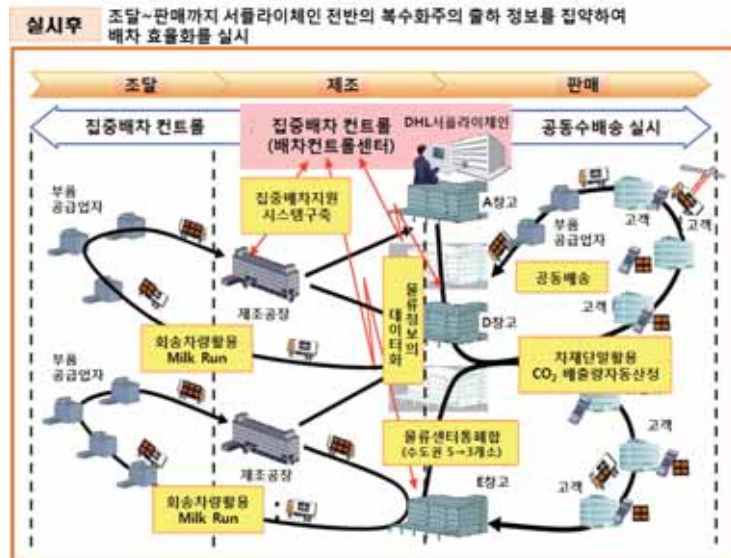 실시후
조달~판매까지 서플라이체인 전반의 복수화주의 출하 정보를 집약하여
배차 효율화를 실시
조달
제조
판매
집중배차 컨트롤
집중배차 컨트롤
(배차컨트롤센터)
DHL서플라이체인
공동수배송 실시
부품
공급업자
집중배차지원
시스템구축
A창고
부품
공급업자
고객
고객
고객
공동배송
제조공장
물류정보의
데이터화
D창고
고객
회송차량활용
Milk Run
차재단말활용
CO₂ 배출량자동산정
부품
공급업자
물류센터통폐합
(수도권 5→3개소)
고객
제조공장
E창고
고객
회송차량활용
Milk Run